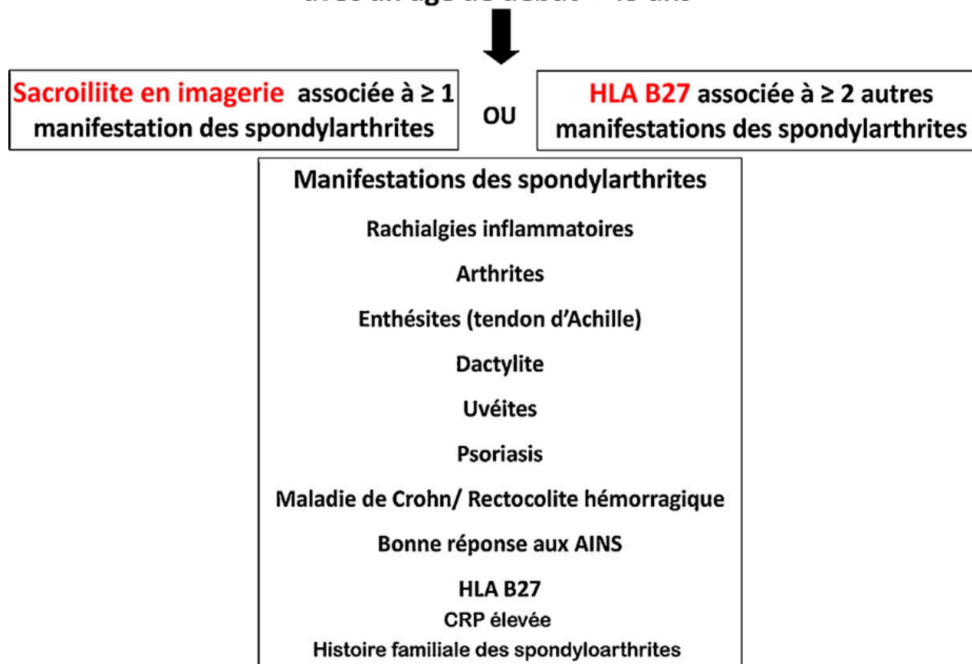 Sacroiliite en imagerie associée à ≥ 1
manifestation des spondylarthrites
OU
HLA B27 associée à ≥ 2 autres
manifestations des spondylarthrites
Manifestations des spondylarthrites
Rachialgies inflammatoires
Arthrites
Enthésites (tendon d'Achille)
Dactylite
Uvéites
Psoriasis
Maladie de Crohn/ Rectocolite hémorragique
Bonne réponse aux AINS
HLA B27
CRP élevée
Histoire familiale des spondyloarthrites